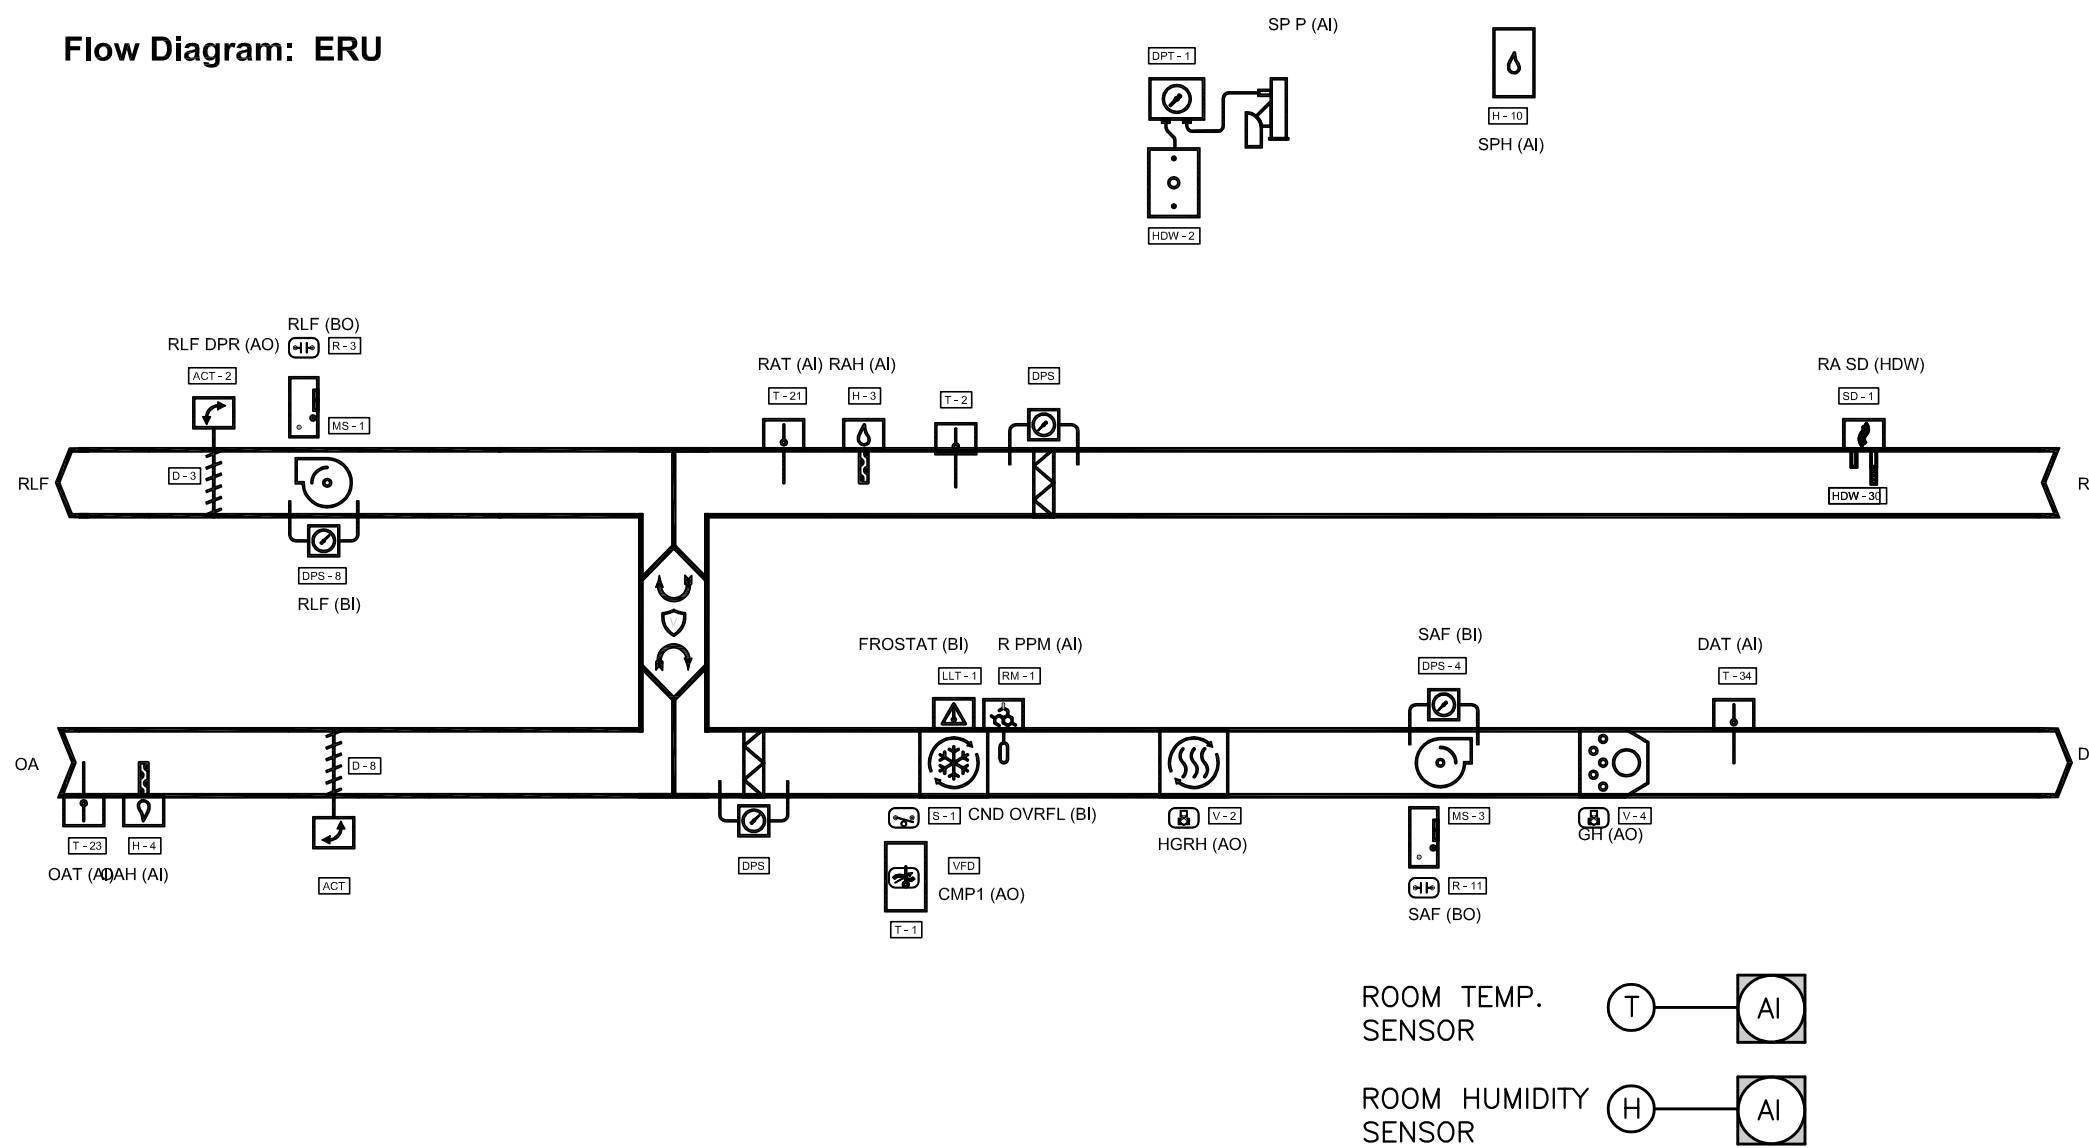 Flow Diagram: ERU
SP P (AI)
DPT - 1
H - 10
SPH (AI)
HDW - 2
RLF (BO)
RLF DPR (AO)
R - 3
ACT - 2
MS - 1
RAT (AI) RAH (AI)
T - 21
H - 3
T - 2
DPS
RA SD (HDW)
SD - 1
RLF
D - 3
HDW - 30
R
DPS - 8
RLF (BI)
V
FROSTAT (BI)
R PPM (AI)
LLT - 1
RM - 1
SAF (BI)
DPS - 4
DAT (AI)
T - 34
OA
D - 8
D
T - 23
H - 4
OAT (AI)
OAH (AI)
ACT
DPS
S - 1
CND OVRFL (BI)
VFD
CMP1 (AO)
T - 1
V - 2
HGRH (AO)
MS - 3
R - 11
SAF (BO)
V - 4
GH (AO)
ROOM TEMP.
SENSOR
T
AI
ROOM HUMIDITY
SENSOR
H
AI